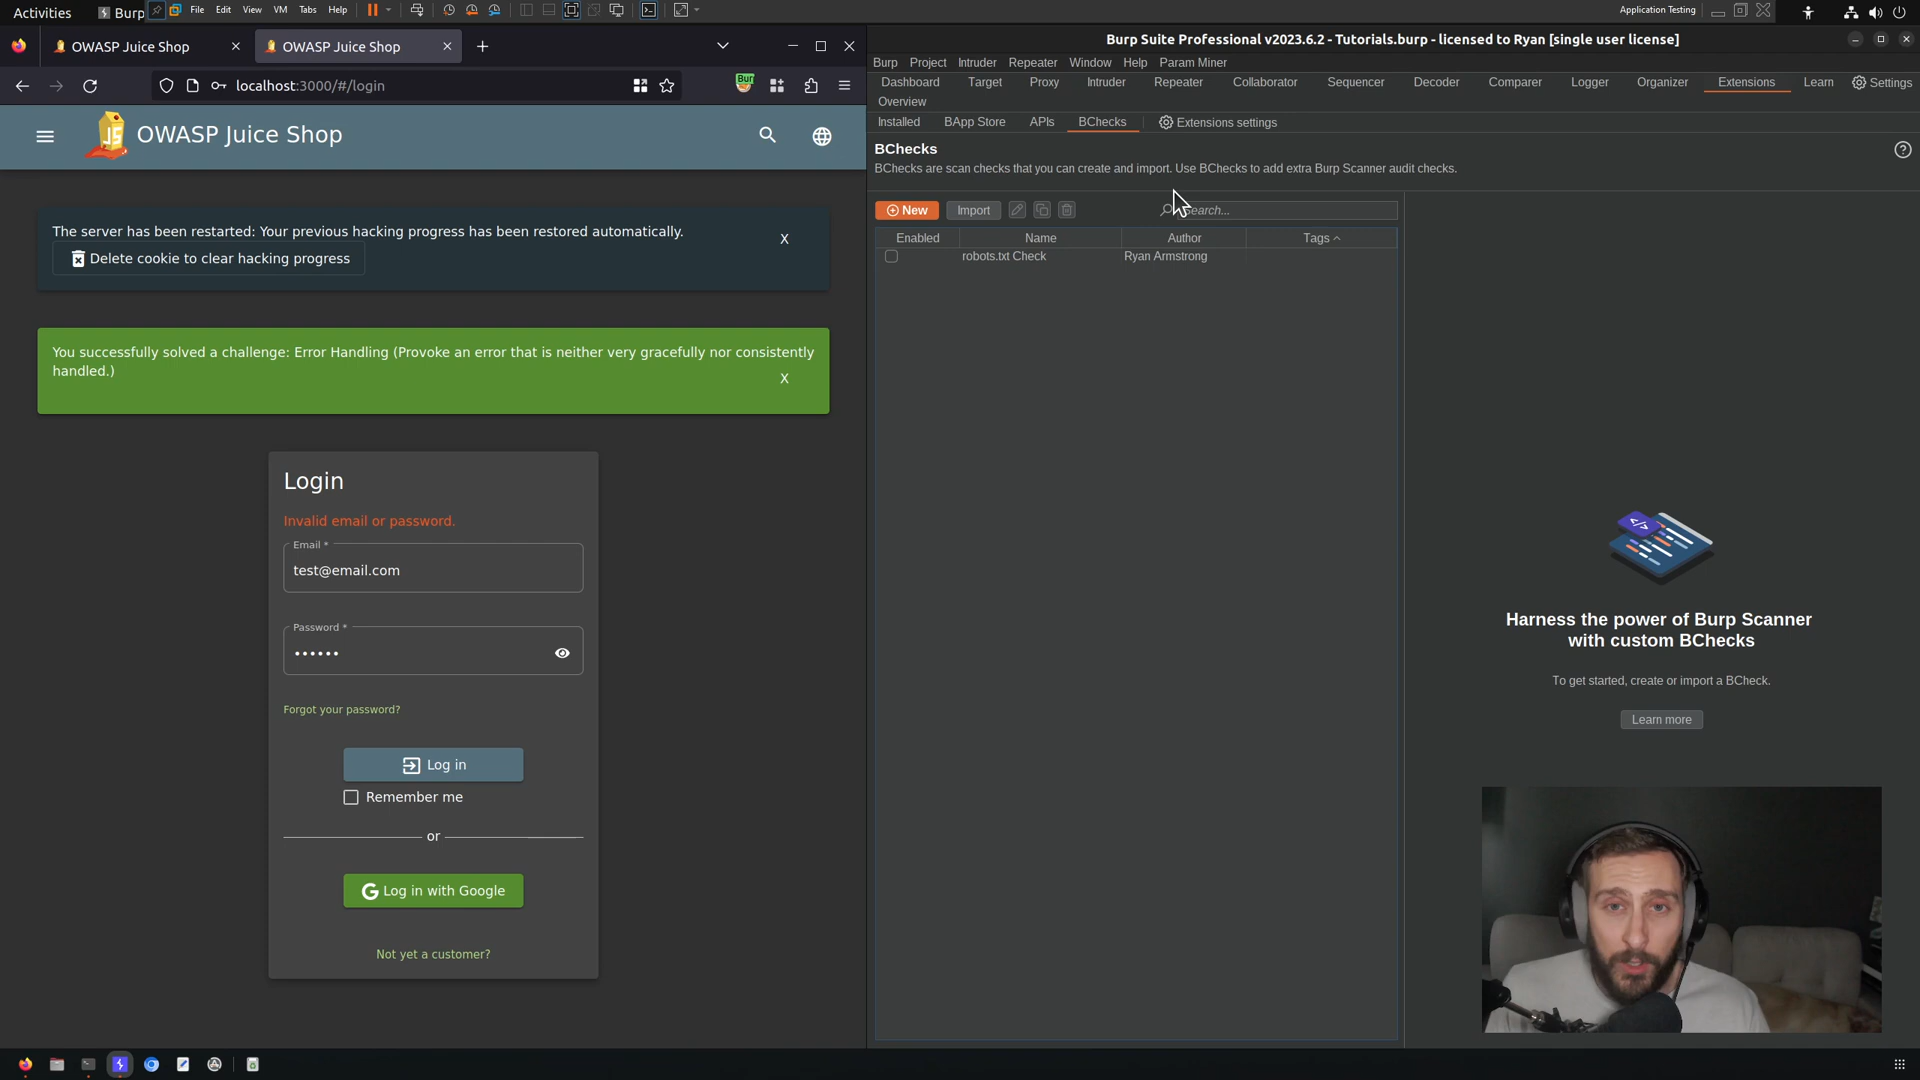 Activities
Burp
File Edit View VM Tabs Help
Application Testing
OWASP Juice Shop
OWASP Juice Shop
localhost:3000/#/login
Bur
OWASP Juice Shop
The server has been restarted: Your previous hacking progress has been restored automatically.
X
Delete cookie to clear hacking progress
You successfully solved a challenge: Error Handling (Provoke an error that is neither very gracefully nor consistently
handled.)
X
Login
Invalid email or password.
Email *
test@email.com
Password *
••••••
Forgot your password?
Log in
Remember me
or
G Log in with Google
Not yet a customer?
Burp Suite Professional v2023.6.2 - Tutorials.burp - licensed to Ryan [single user license]
Burp Project Intruder Repeater Window Help Param Miner
Dashboard Target Proxy Intruder Repeater Collaborator Sequencer Decoder Comparer Logger Organizer Extensions Learn Settings
Overview
Installed BApp Store APIs BChecks Extensions settings
BChecks
BChecks are scan checks that you can create and import. Use BChecks to add extra Burp Scanner audit checks.
New Import Search...
Enabled Name Author Tags
robots.txt Check Ryan Armstrong
Harness the power of Burp Scanner
with custom BChecks
To get started, create or import a BCheck.
Learn more